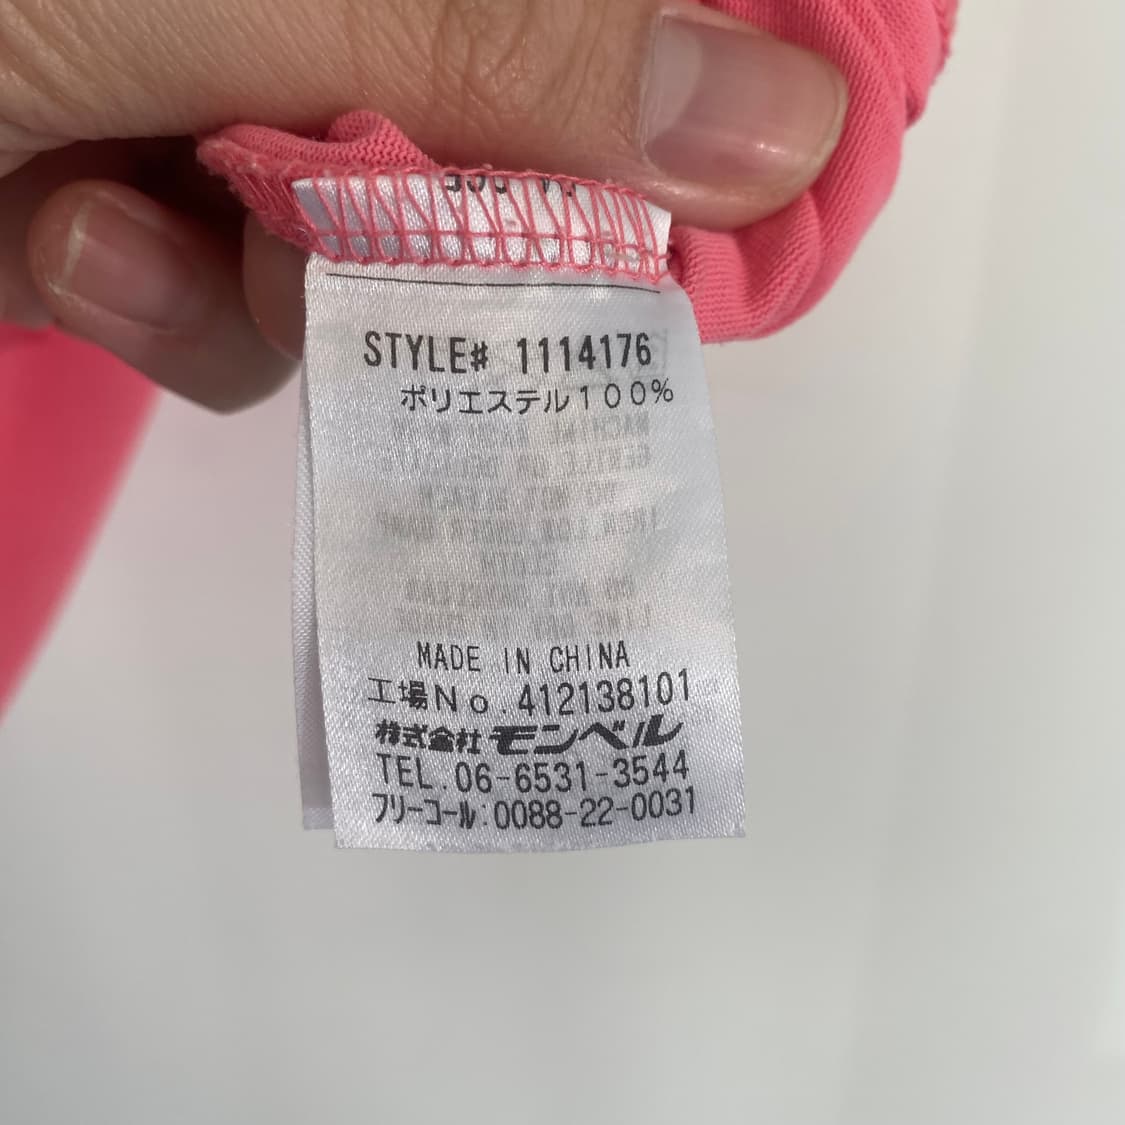 STYLE# 1114176
ポリエステル100%
MADE IN CHINA
工場No.412138101
株式会社モンベル
TEL.06-6531-3544
フリーコール:0088-22-0031